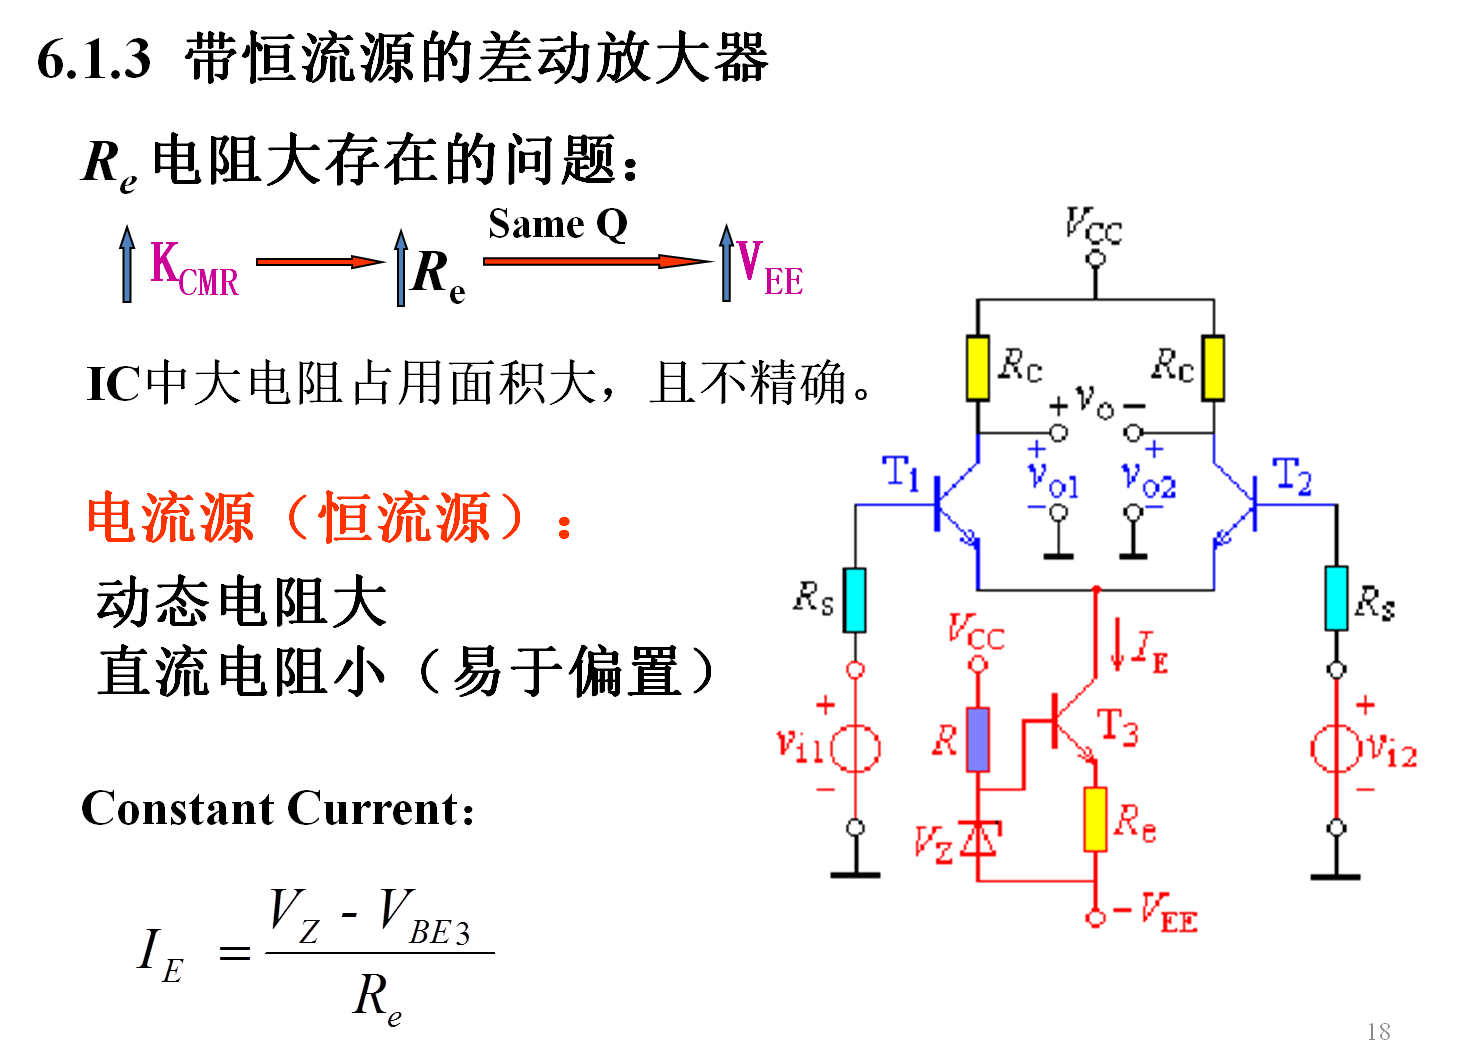 6.1.3 带恒流源的差动放大器
Re 电阻大存在的问题：
KCMR Re Same Q VEE
IC中大电阻占用面积大，且不精确。
电流源（恒流源）：
动态电阻大
直流电阻小（易于偏置）
Constant Current：
IE = (VZ - VBE3) / Re
VCC
RC RC
+ vO −
T1 + vO1 − + vO2 − T2
RS RS
VCC
IE
+ vi1 − R T3 + vi2 −
VZ Re
−VEE
18